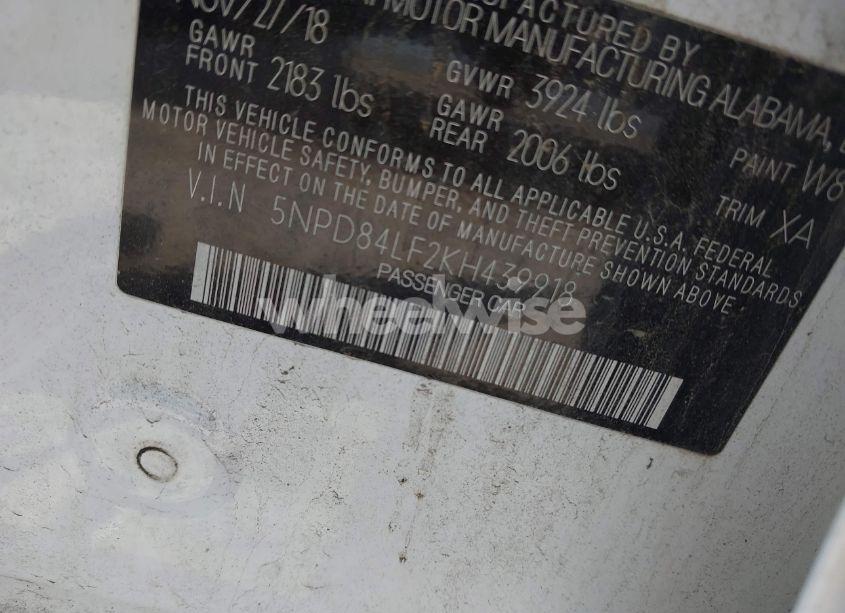 MANUFACTURED BY
NOV/27/18
MOTOR MANUFACTURING ALABAMA,
GAWR FRONT 2183 lbs
GVWR 3924 lbs
GAWR REAR 2006 lbs
PAINT W8
TRIM XA
THIS VEHICLE CONFORMS TO ALL APPLICABLE U.S.A. FEDERAL
MOTOR VEHICLE SAFETY, BUMPER, AND THEFT PREVENTION STANDARDS
IN EFFECT ON THE DATE OF MANUFACTURE SHOWN ABOVE
V.I.N 5NPD84LF2KH439918
PASSENGER CAR
wheelwise